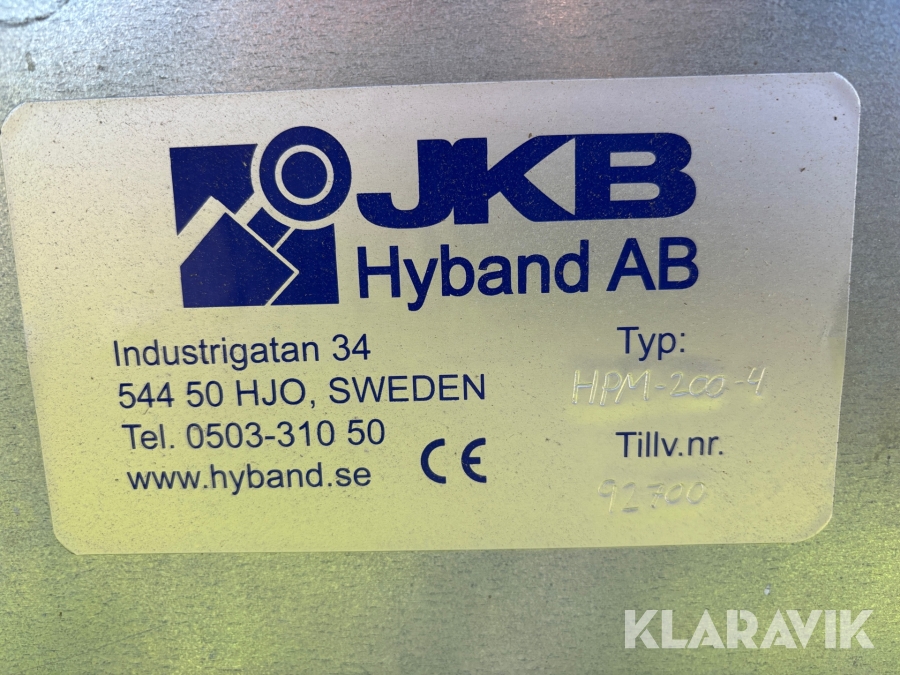 JKB
Hyband AB
Industrigatan 34
544 50 HJO, SWEDEN
Tel. 0503-310 50
www.hyband.se
CE
Typ:
HPM-200-4
Tillv.nr.
92700
KLARAVIK